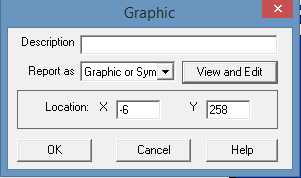 Graphic
Description
Report as Graphic or Sym View and Edit
Location: X -6 Y 258
OK Cancel Help